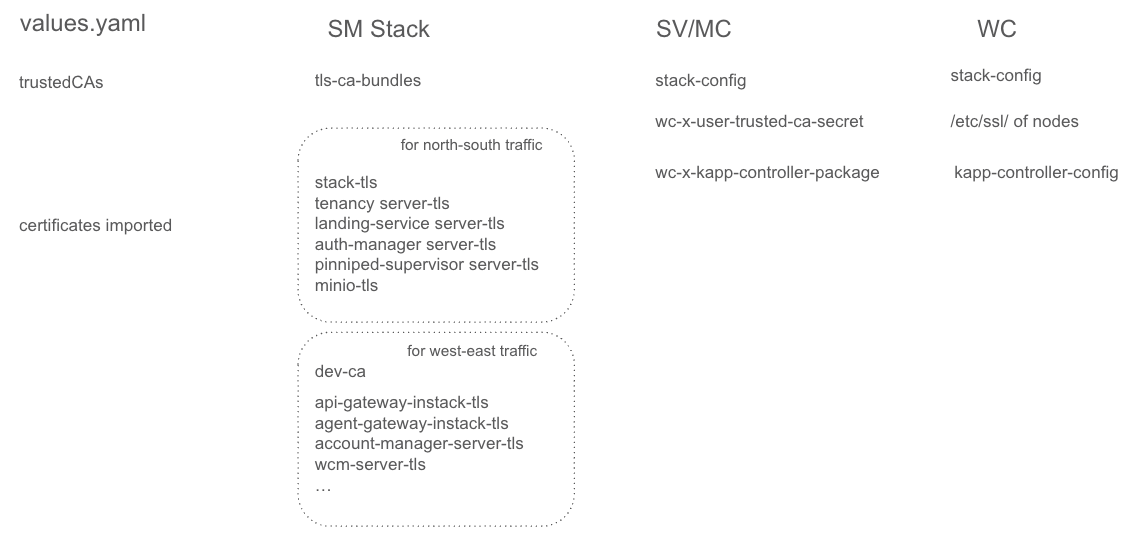 values.yaml
SM Stack
SV/MC
WC
trustedCAs
tls-ca-bundles
stack-config
stack-config
wc-x-user-trusted-ca-secret
/etc/ssl/ of nodes
for north-south traffic
wc-x-kapp-controller-package
kapp-controller-config
stack-tls
tenancy server-tls
landing-service server-tls
certificates imported
auth-manager server-tls
pinniped-supervisor server-tls
minio-tls
for west-east traffic
dev-ca
api-gateway-instack-tls
agent-gateway-instack-tls
account-manager-server-tls
wcm-server-tls
…